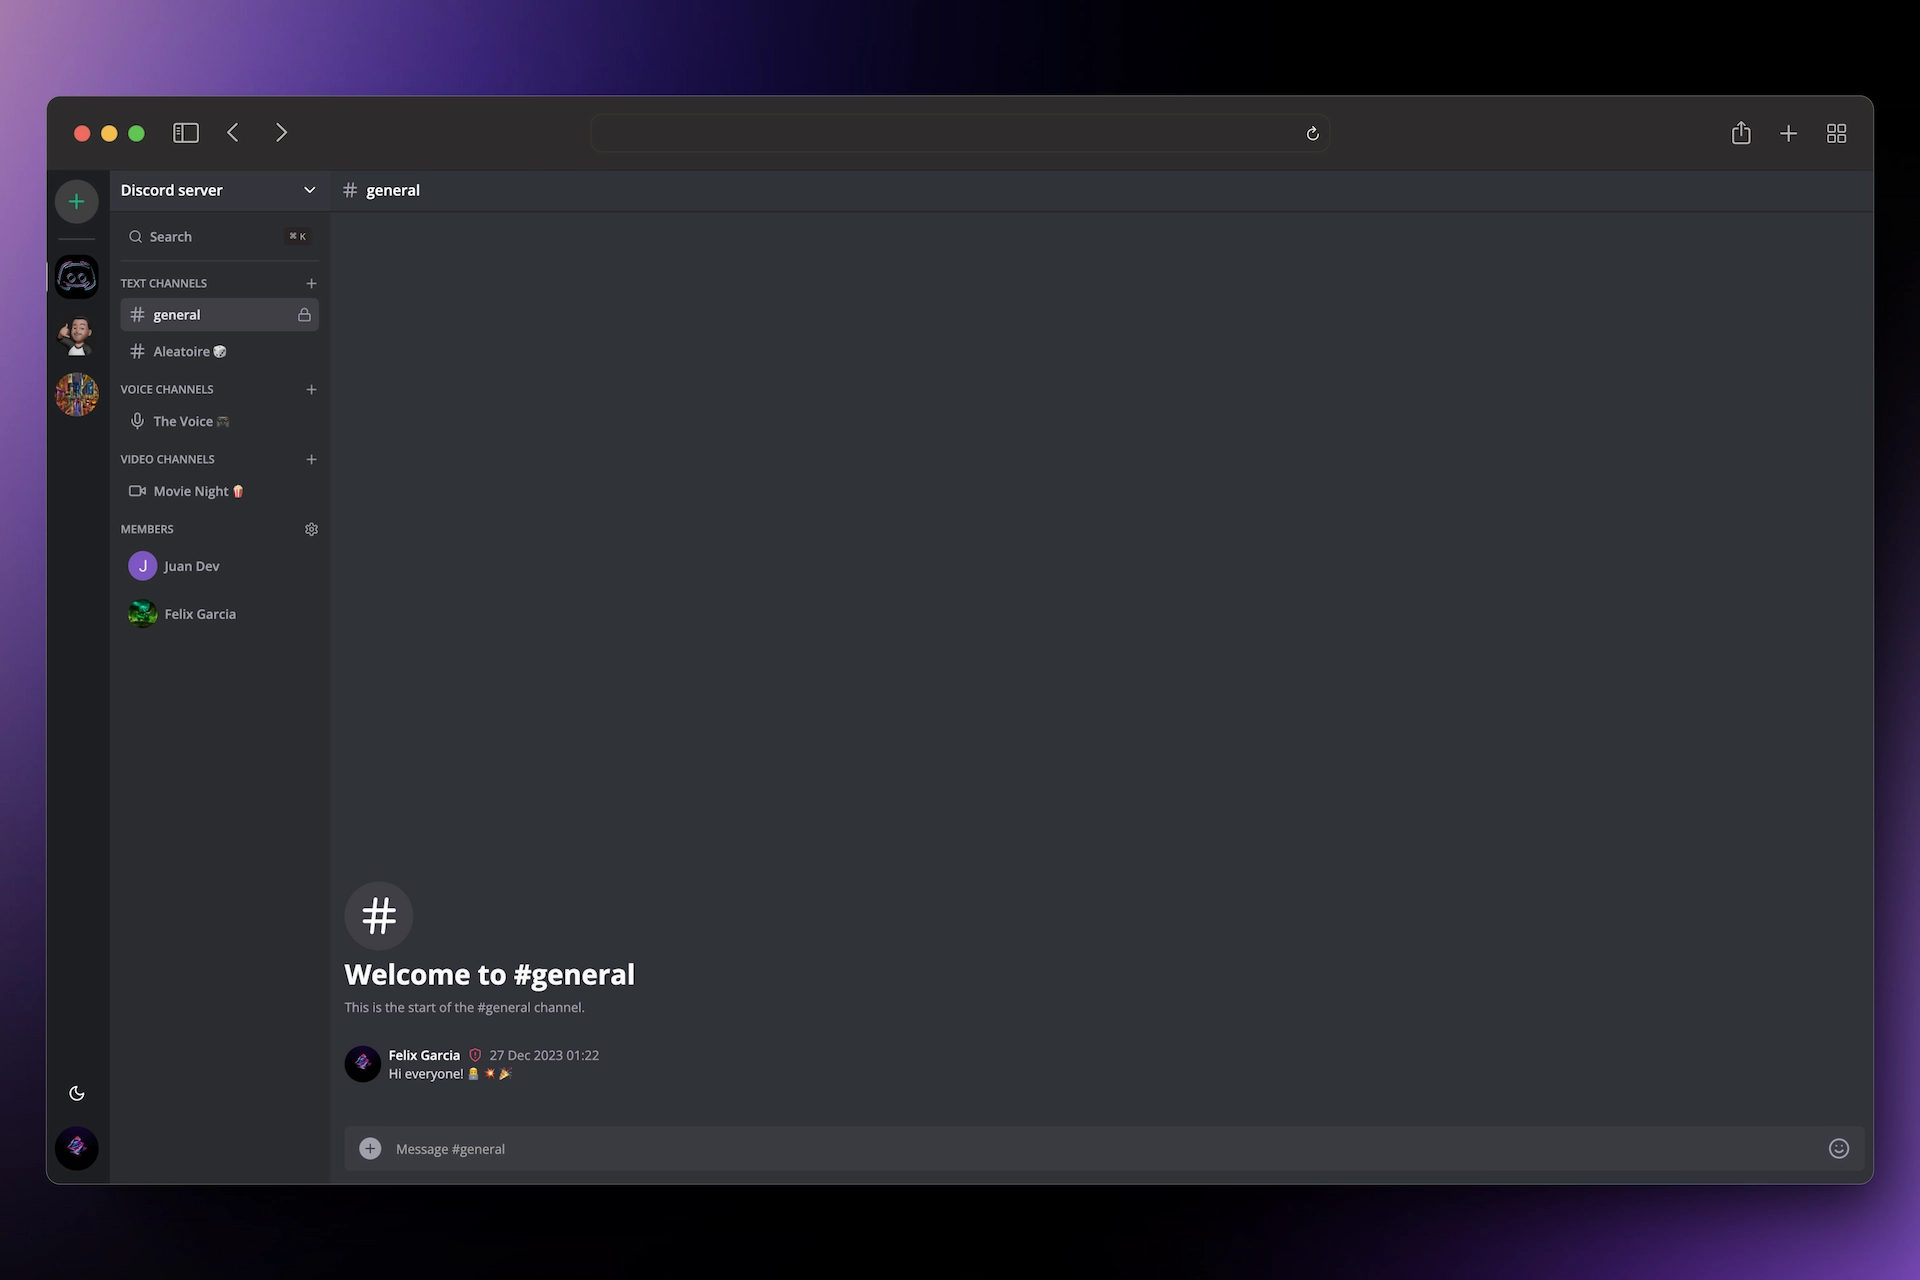 Discord server
# general
Search
⌘ K
TEXT CHANNELS
# general
# Aleatoire 🎲
VOICE CHANNELS
The Voice 🎮
VIDEO CHANNELS
Movie Night 🍿
MEMBERS
J Juan Dev
Felix Garcia
#
Welcome to #general
This is the start of the #general channel.
Felix Garcia 27 Dec 2023 01:22
Hi everyone! 👨‍💻 💥 🎉
Message #general